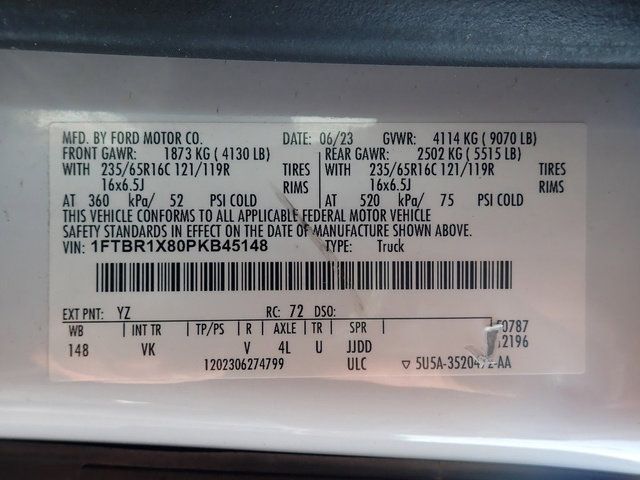 MFD. BY FORD MOTOR CO. DATE: 06/23 GVWR: 4114 KG ( 9070 LB)
FRONT GAWR: 1873 KG ( 4130 LB) REAR GAWR: 2502 KG ( 5515 LB)
WITH 235/65R16C 121/119R TIRES WITH 235/65R16C 121/119R TIRES
16x6.5J RIMS 16x6.5J RIMS
AT 360 kPa/ 52 PSI COLD AT 520 kPa/ 75 PSI COLD
THIS VEHICLE CONFORMS TO ALL APPLICABLE FEDERAL MOTOR VEHICLE
SAFETY STANDARDS IN EFFECT ON THE DATE OF MANUFACTURE SHOWN ABOVE.
VIN: 1FTBR1X80PKB45148 TYPE: Truck
EXT PNT: YZ RC: 72 DSO:
WB | INT TR | TP/PS | R | AXLE | TR | SPR 
148 VK V 4L U JJDD
1202306274799 ULC